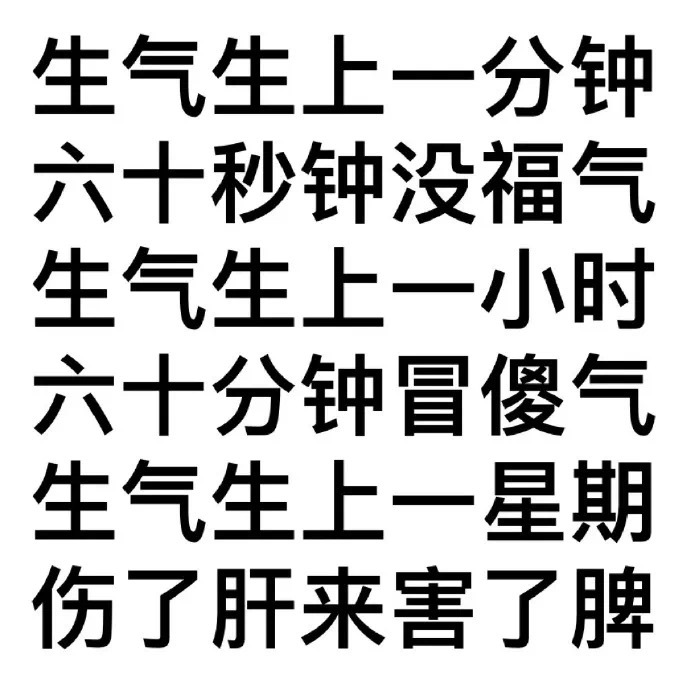 生气生上一分钟
六十秒钟没福气
生气生上一小时
六十分钟冒傻气
生气生上一星期
伤了肝来害了脾